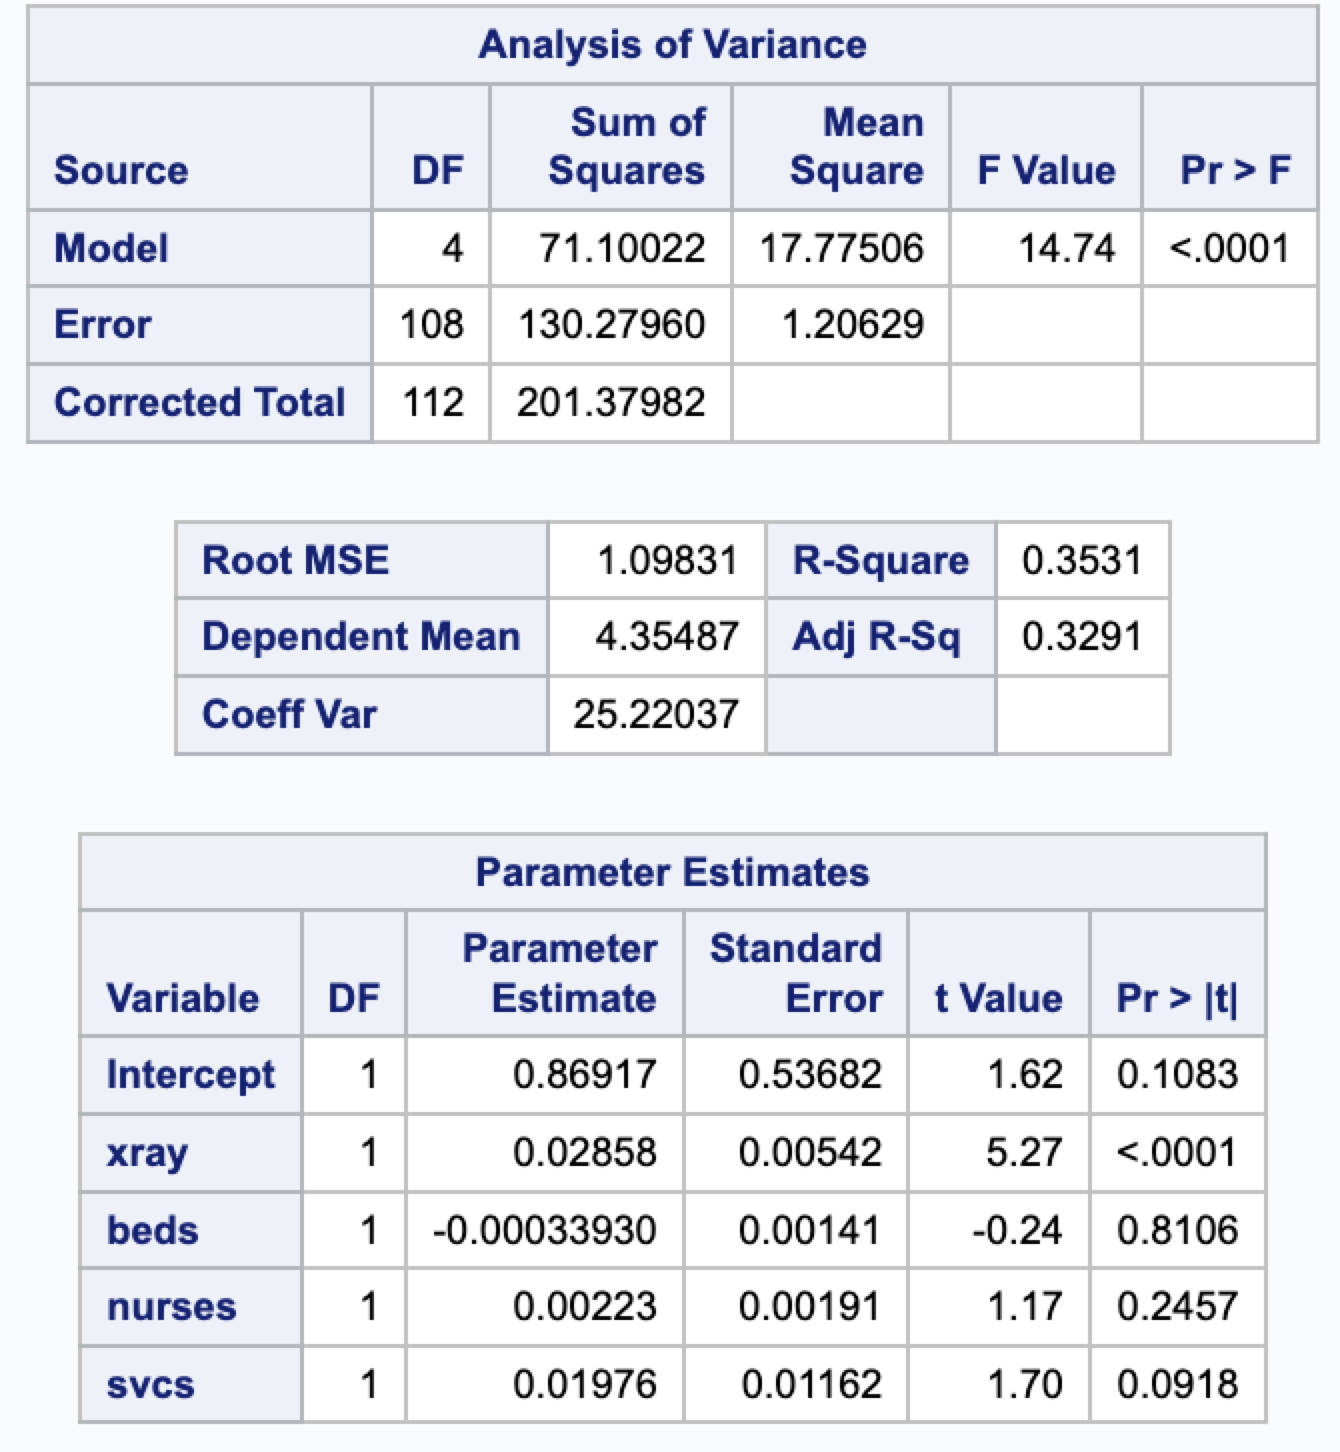 Analysis of Variance
Source DF Sum of Squares Mean Square F Value Pr > F
Model 4 71.10022 17.77506 14.74 <.0001
Error 108 130.27960 1.20629
Corrected Total 112 201.37982
Root MSE 1.09831 R-Square 0.3531
Dependent Mean 4.35487 Adj R-Sq 0.3291
Coeff Var 25.22037
Parameter Estimates
Variable DF Parameter Estimate Standard Error t Value Pr > |t|
Intercept 1 0.86917 0.53682 1.62 0.1083
xray 1 0.02858 0.00542 5.27 <.0001
beds 1 -0.00033930 0.00141 -0.24 0.8106
nurses 1 0.00223 0.00191 1.17 0.2457
svcs 1 0.01976 0.01162 1.70 0.0918